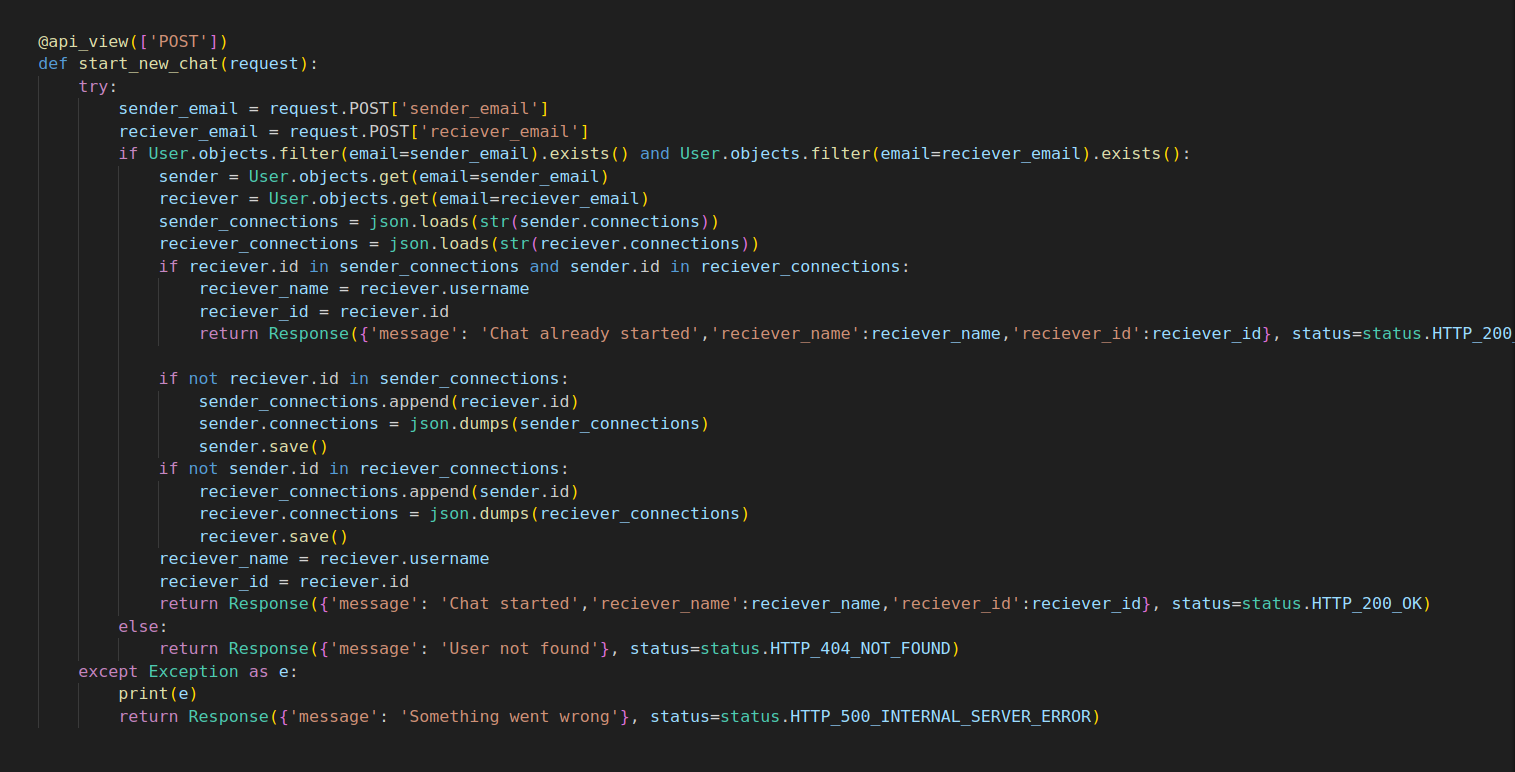 @api_view(['POST'])
def start_new_chat(request):
    try:
        sender_email = request.POST['sender_email']
        reciever_email = request.POST['reciever_email']
        if User.objects.filter(email=sender_email).exists() and User.objects.filter(email=reciever_email).exists():
            sender = User.objects.get(email=sender_email)
            reciever = User.objects.get(email=reciever_email)
            sender_connections = json.loads(str(sender.connections))
            reciever_connections = json.loads(str(reciever.connections))
            if reciever.id in sender_connections and sender.id in reciever_connections:
                reciever_name = reciever.username
                reciever_id = reciever.id
                return Response({'message': 'Chat already started','reciever_name':reciever_name,'reciever_id':reciever_id}, status=status.HTTP_200_

            if not reciever.id in sender_connections:
                sender_connections.append(reciever.id)
                sender.connections = json.dumps(sender_connections)
                sender.save()
            if not sender.id in reciever_connections:
                reciever_connections.append(sender.id)
                reciever.connections = json.dumps(reciever_connections)
                reciever.save()
            reciever_name = reciever.username
            reciever_id = reciever.id
            return Response({'message': 'Chat started','reciever_name':reciever_name,'reciever_id':reciever_id}, status=status.HTTP_200_OK)
        else:
            return Response({'message': 'User not found'}, status=status.HTTP_404_NOT_FOUND)
    except Exception as e:
        print(e)
        return Response({'message': 'Something went wrong'}, status=status.HTTP_500_INTERNAL_SERVER_ERROR)